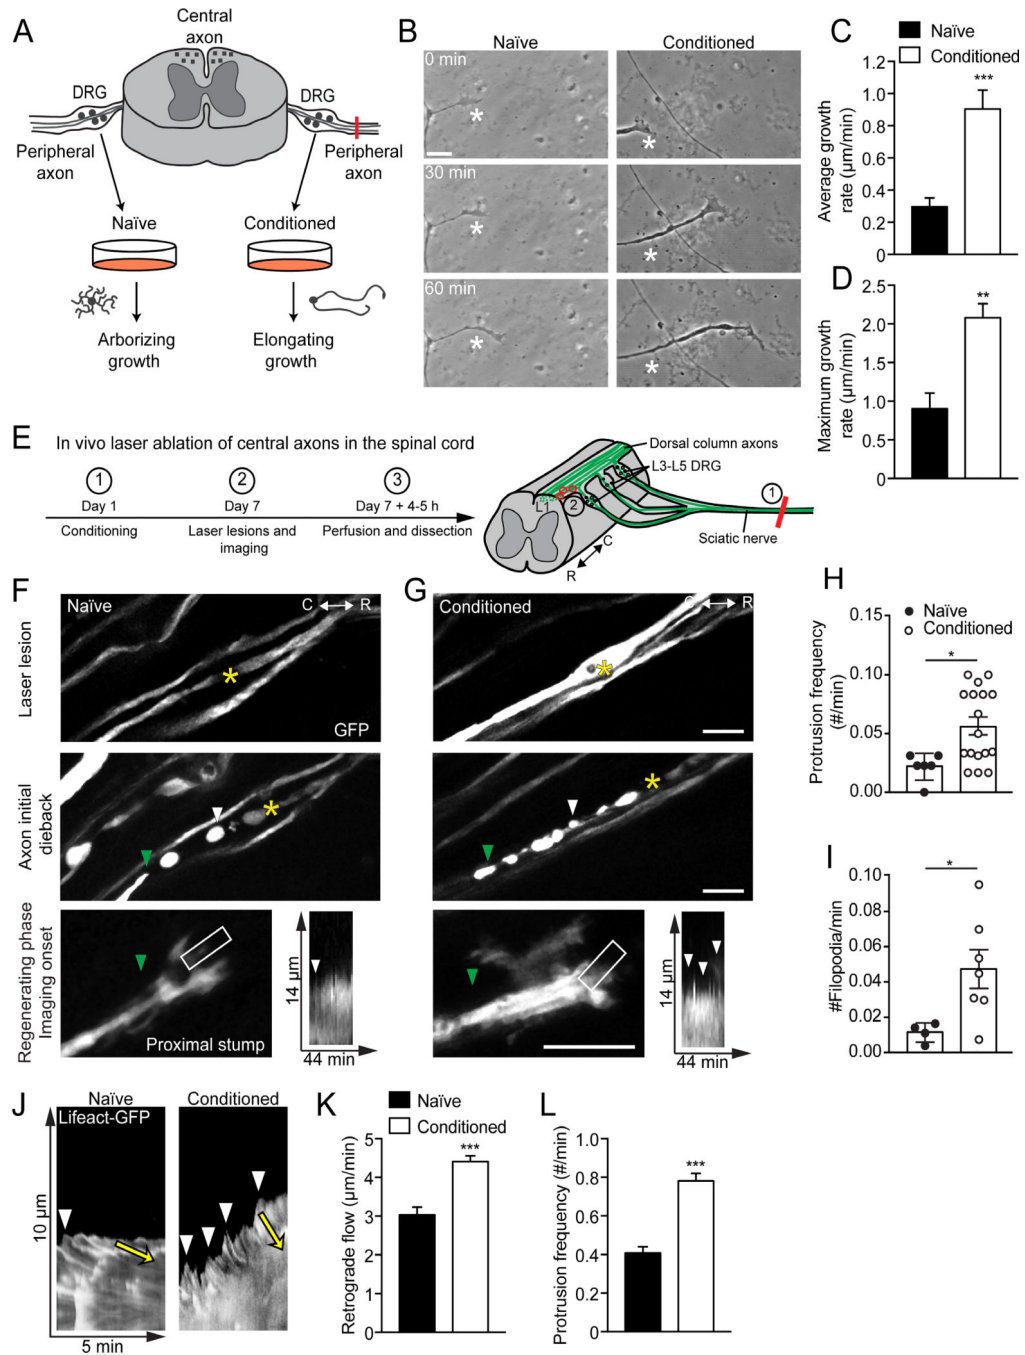 A
Central
axon
DRG
DRG
Peripheral
axon
Peripheral
axon
Naïve
Conditioned
Arborizing
growth
Elongating
growth
B
Naïve
Conditioned
0 min
*
*
30 min
*
*
60 min
*
*
C
Naïve
Conditioned
Average growth
rate (µm/min)
1.2
1.0
0.8
0.6
0.4
0.2
0
***
D
Maximum growth
rate (µm/min)
2.5
2.0
1.5
1.0
0.5
0
**
E
In vivo laser ablation of central axons in the spinal cord
1
2
3
Day 1
Day 7
Day 7 + 4-5 h
Conditioning
Laser lesions and
imaging
Perfusion and dissection
Dorsal column axons
L3-L5 DRG
L1
2
1
Sciatic nerve
C
R
F
Naïve
C
R
Laser lesion
*
GFP
Axon initial
dieback
*
Regenerating phase
Imaging onset
Proximal stump
14 µm
44 min
G
Conditioned
R
*
*
14 µm
44 min
H
Naïve
Conditioned
Protrusion frequency
(#/min)
0.15
0.10
0.05
0.00
*
I
#Filopodia/min
0.10
0.08
0.06
0.04
0.02
0.00
*
J
Naïve
Conditioned
Lifeact-GFP
10 µm
5 min
K
Naïve
Conditioned
Retrograde flow (µm/min)
5
4
3
2
1
0
***
L
Protrusion frequency (#/min)
1.0
0.8
0.6
0.4
0.2
0
***